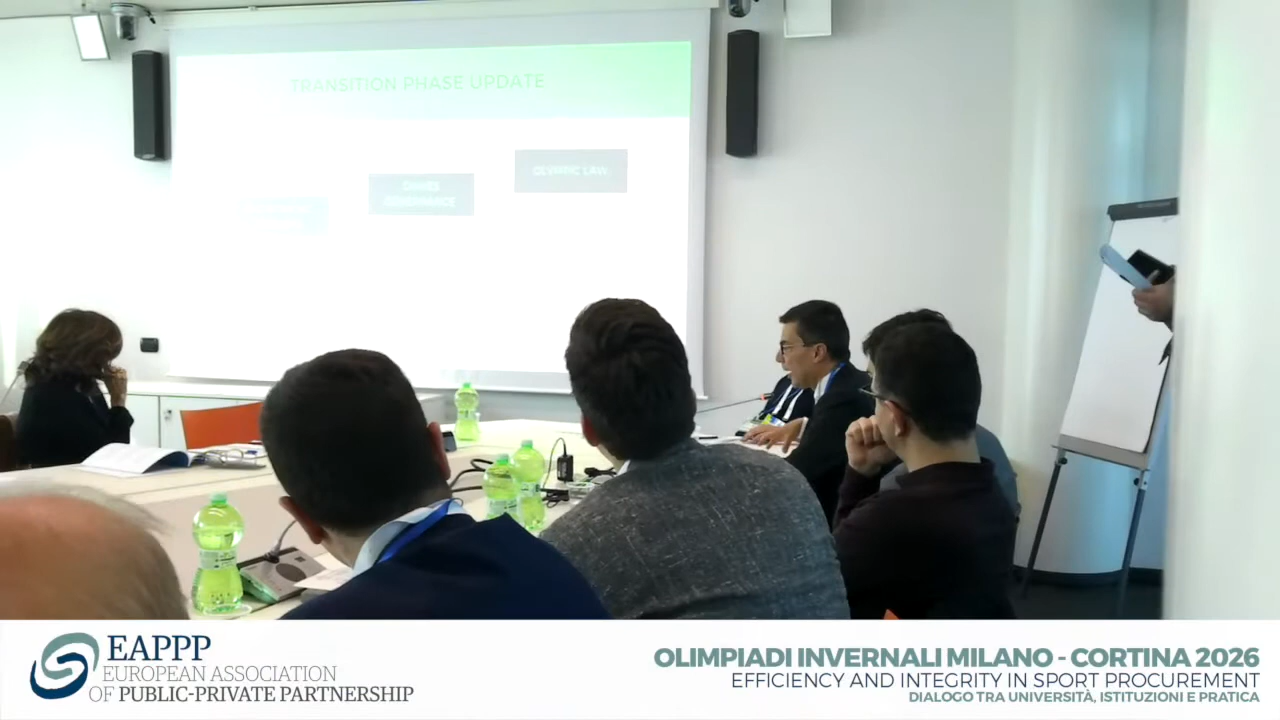 TRANSITION PHASE UPDATE
OLYMPIC LAW
GOVERNANCE
EAPPP
EUROPEAN ASSOCIATION
OF PUBLIC-PRIVATE PARTNERSHIP
OLIMPIADI INVERNALI MILANO - CORTINA 2026
EFFICIENCY AND INTEGRITY IN SPORT PROCUREMENT
DIALOGO TRA UNIVERSITÀ, ISTITUZIONI E PRATICA